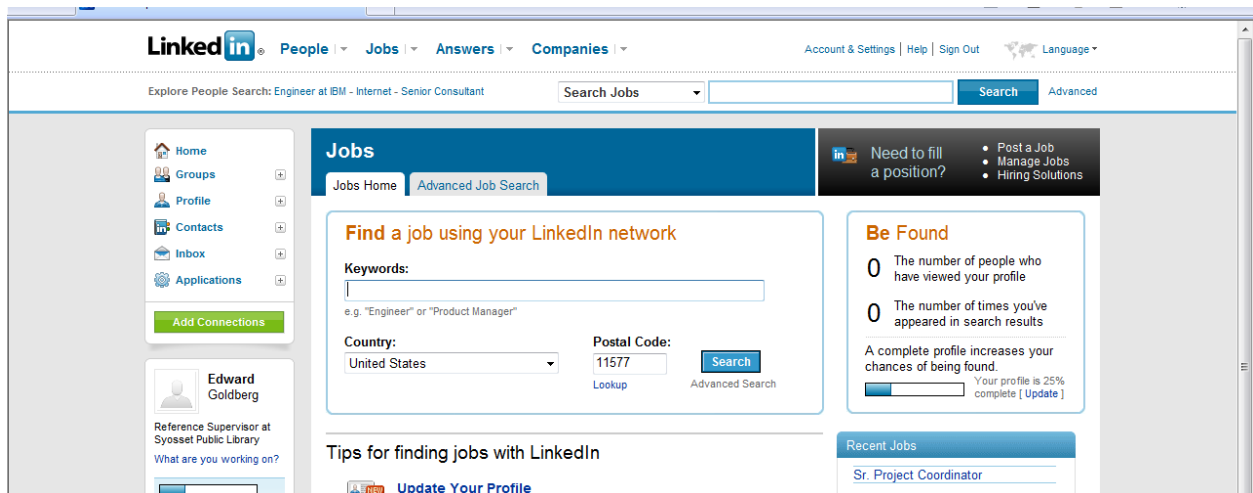 Linked in ® People Jobs Answers Companies Account & Settings | Help | Sign Out Language
Explore People Search: Engineer at IBM - Internet - Senior Consultant Search Jobs Search Advanced
Home
Groups
Profile
Contacts
Inbox
Applications
Add Connections
Edward
Goldberg
Reference Supervisor at
Syosset Public Library
What are you working on?
Jobs
Jobs Home Advanced Job Search
Need to fill
a position?
• Post a Job
• Manage Jobs
• Hiring Solutions
Find a job using your LinkedIn network
Keywords:
e.g. "Engineer" or "Product Manager"
Country: Postal Code:
United States 11577 Search
Lookup Advanced Search
Be Found
0 The number of people who
have viewed your profile
0 The number of times you've
appeared in search results
A complete profile increases your
chances of being found.
Your profile is 25%
complete [ Update ]
Tips for finding jobs with LinkedIn
NEW Update Your Profile
Recent Jobs
Sr. Project Coordinator